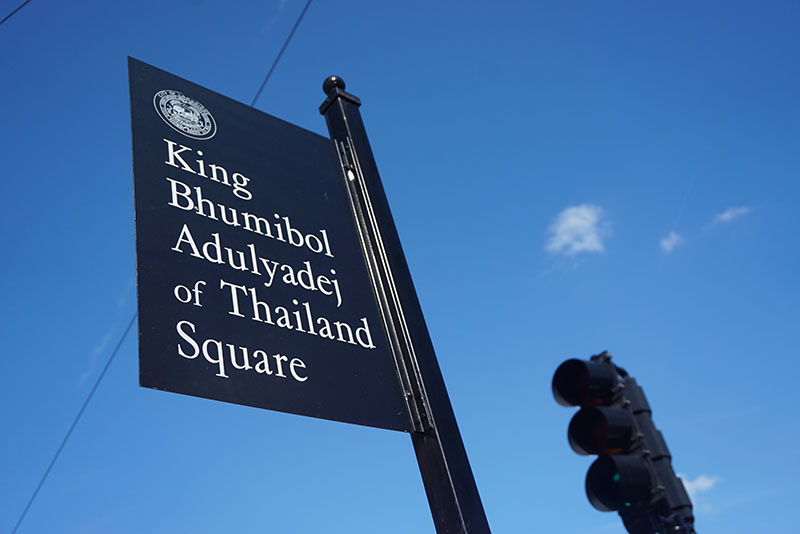 King
Bhumibol
Adulyadej
of Thailand
Square